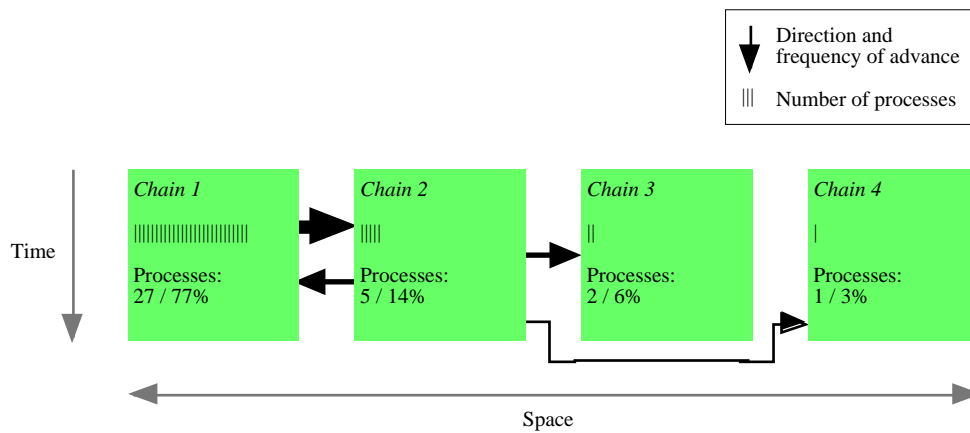 Direction and
frequency of advance
Number of processes
Chain 1
Chain 2
Chain 3
Chain 4
Time
Processes:
27 / 77%
Processes:
5 / 14%
Processes:
2 / 6%
Processes:
1 / 3%
Space